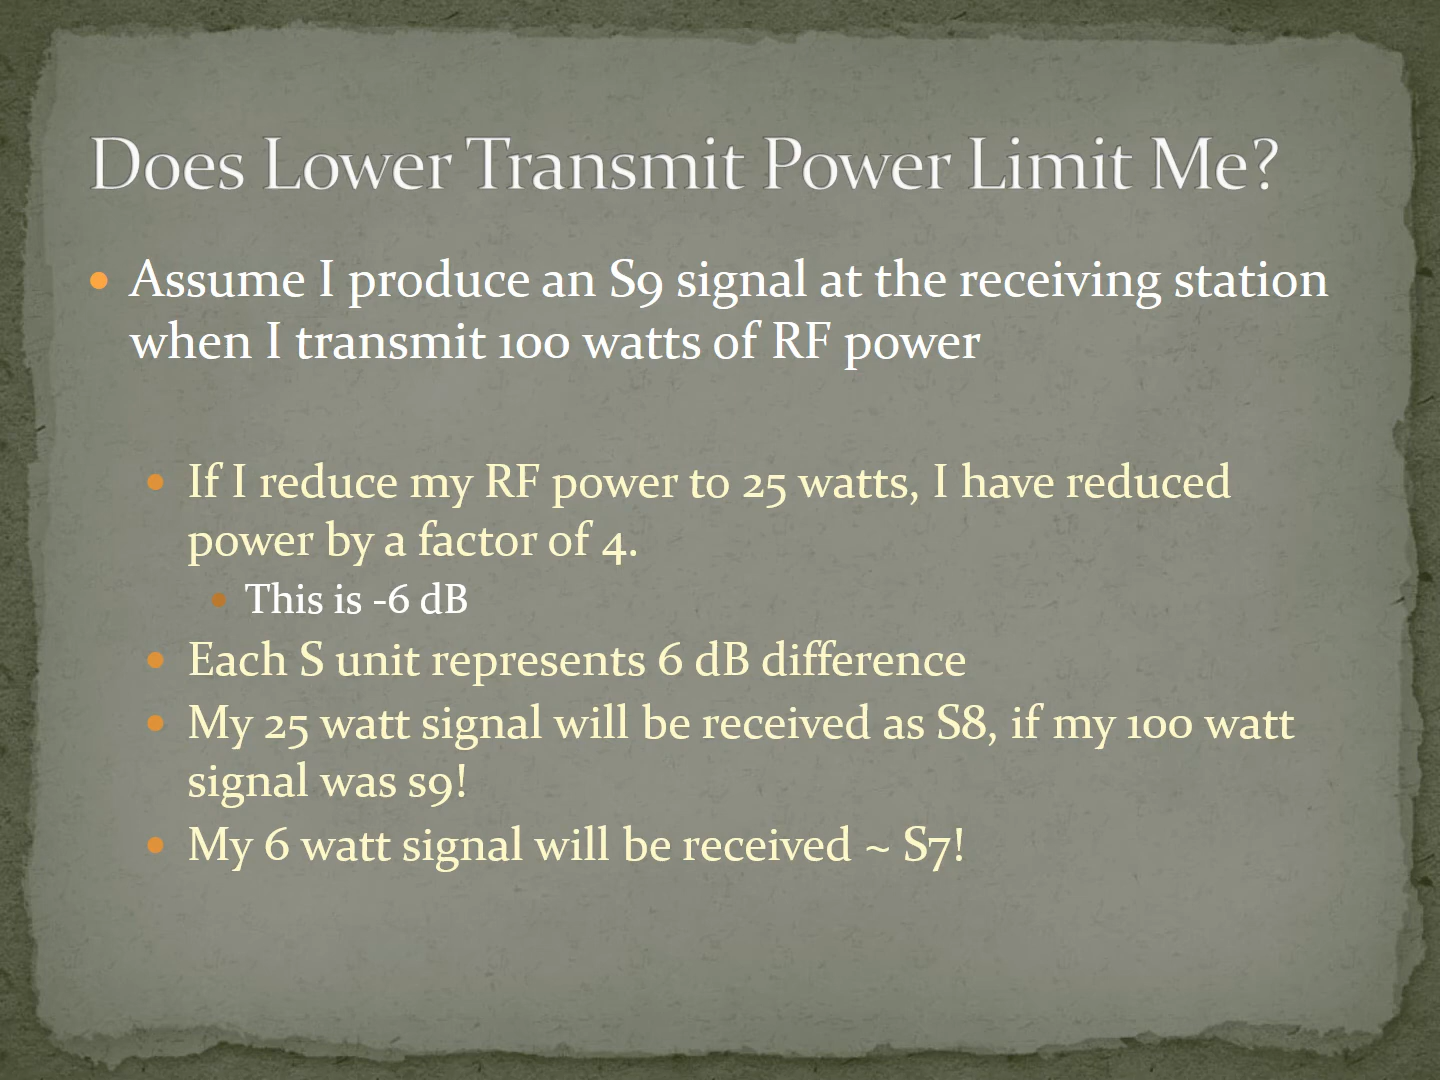 Does Lower Transmit Power Limit Me?
Assume I produce an S9 signal at the receiving station
when I transmit 100 watts of RF power
If I reduce my RF power to 25 watts, I have reduced
power by a factor of 4.
This is -6 dB
Each S unit represents 6 dB difference
My 25 watt signal will be received as S8, if my 100 watt
signal was s9!
My 6 watt signal will be received ~ S7!